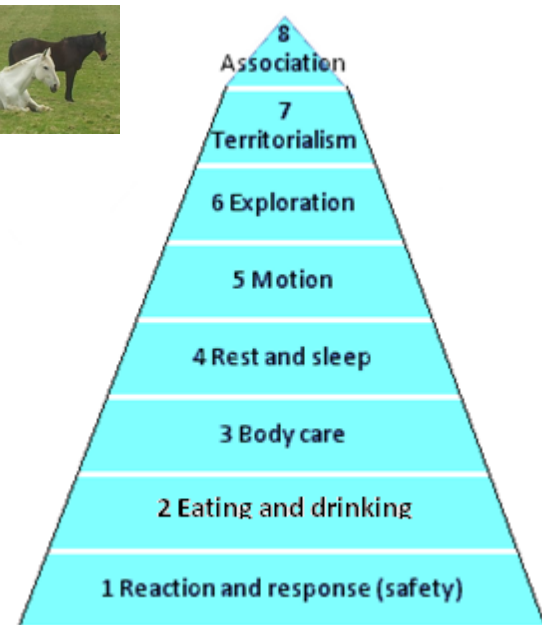 8
Association
7
Territorialism
6 Exploration
5 Motion
4 Rest and sleep
3 Body care
2 Eating and drinking
1 Reaction and response (safety)